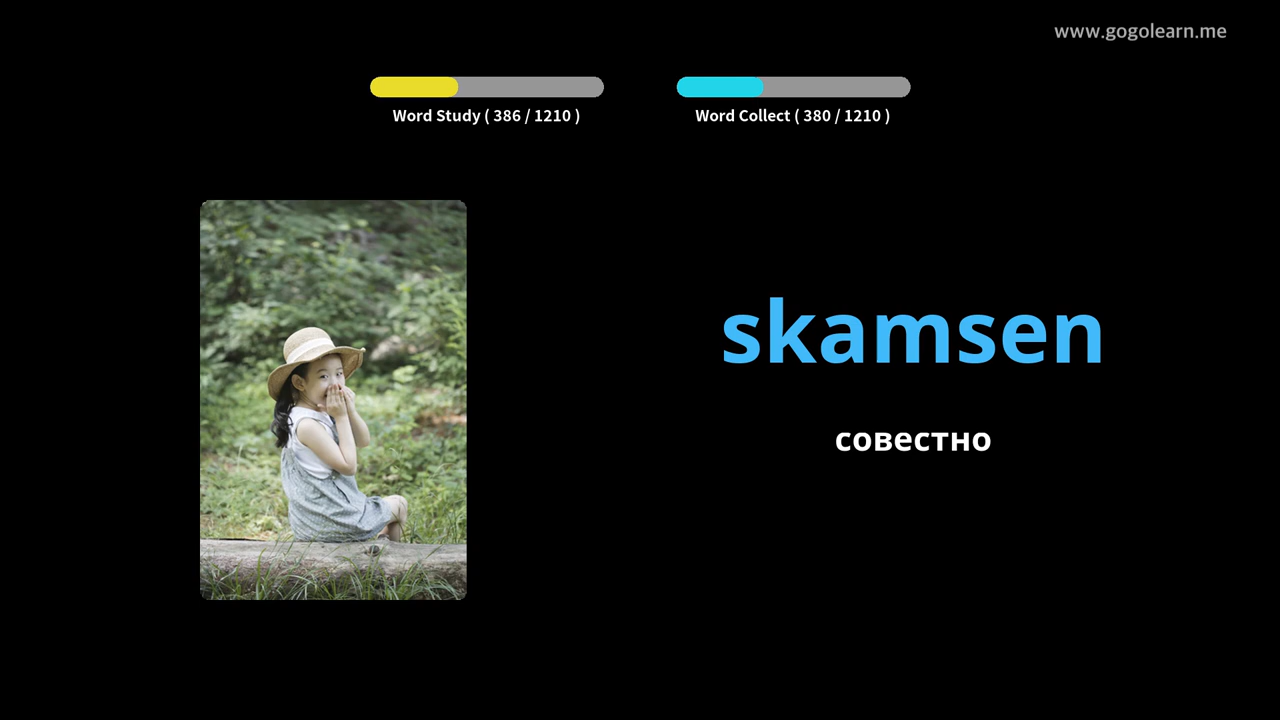 www.gogolearn.me
Word Study ( 386 / 1210 )
Word Collect ( 380 / 1210 )
skamsen
совестно